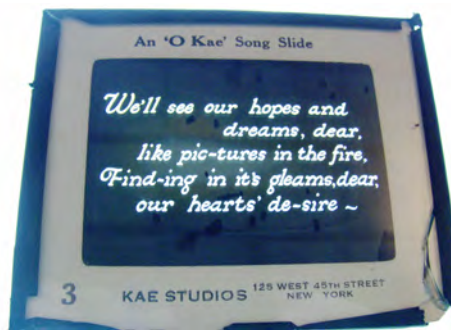 An 'O Kae' Song Slide
We'll see our hopes and
dreams, dear,
like pic-tures in the fire,
Find-ing in it's gleams,dear,
our hearts' de-sire ~
3 KAE STUDIOS 125 WEST 45TH STREET
NEW YORK